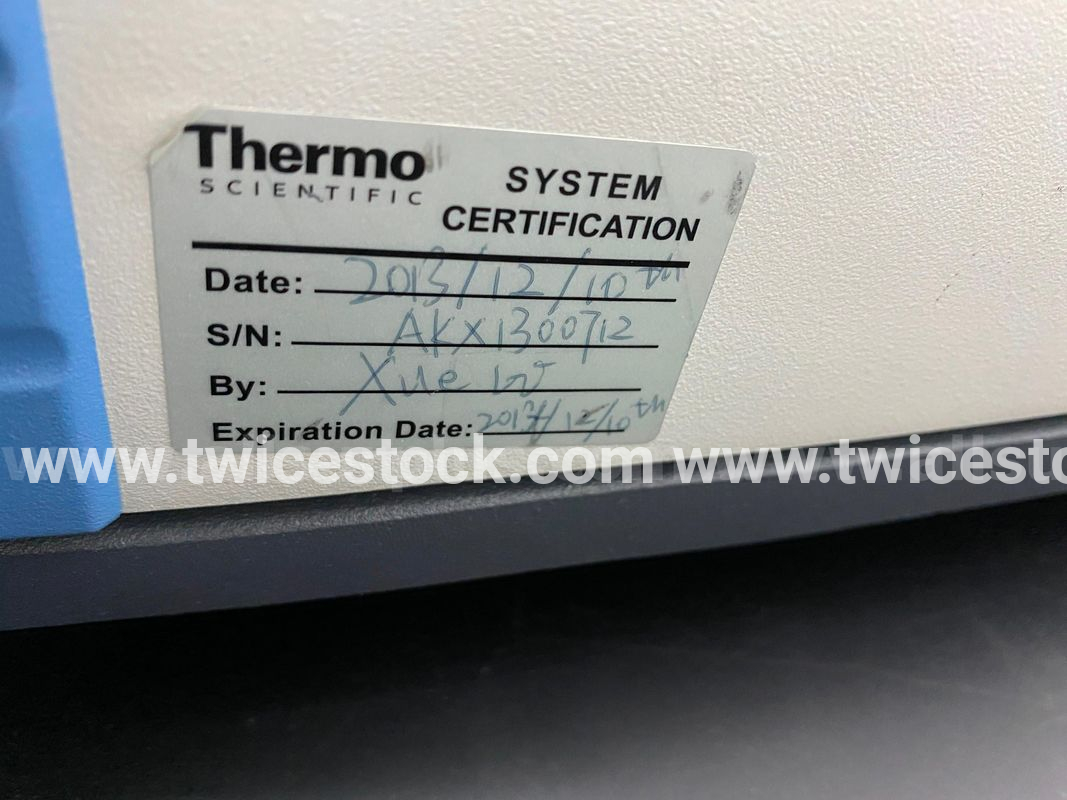 Thermo
SCIENTIFIC
SYSTEM
CERTIFICATION
Date: 2013/12/10th
S/N: AKX1300712
By: Xue W
Expiration Date: /12/10th
www.twicestock.com www.twicesto